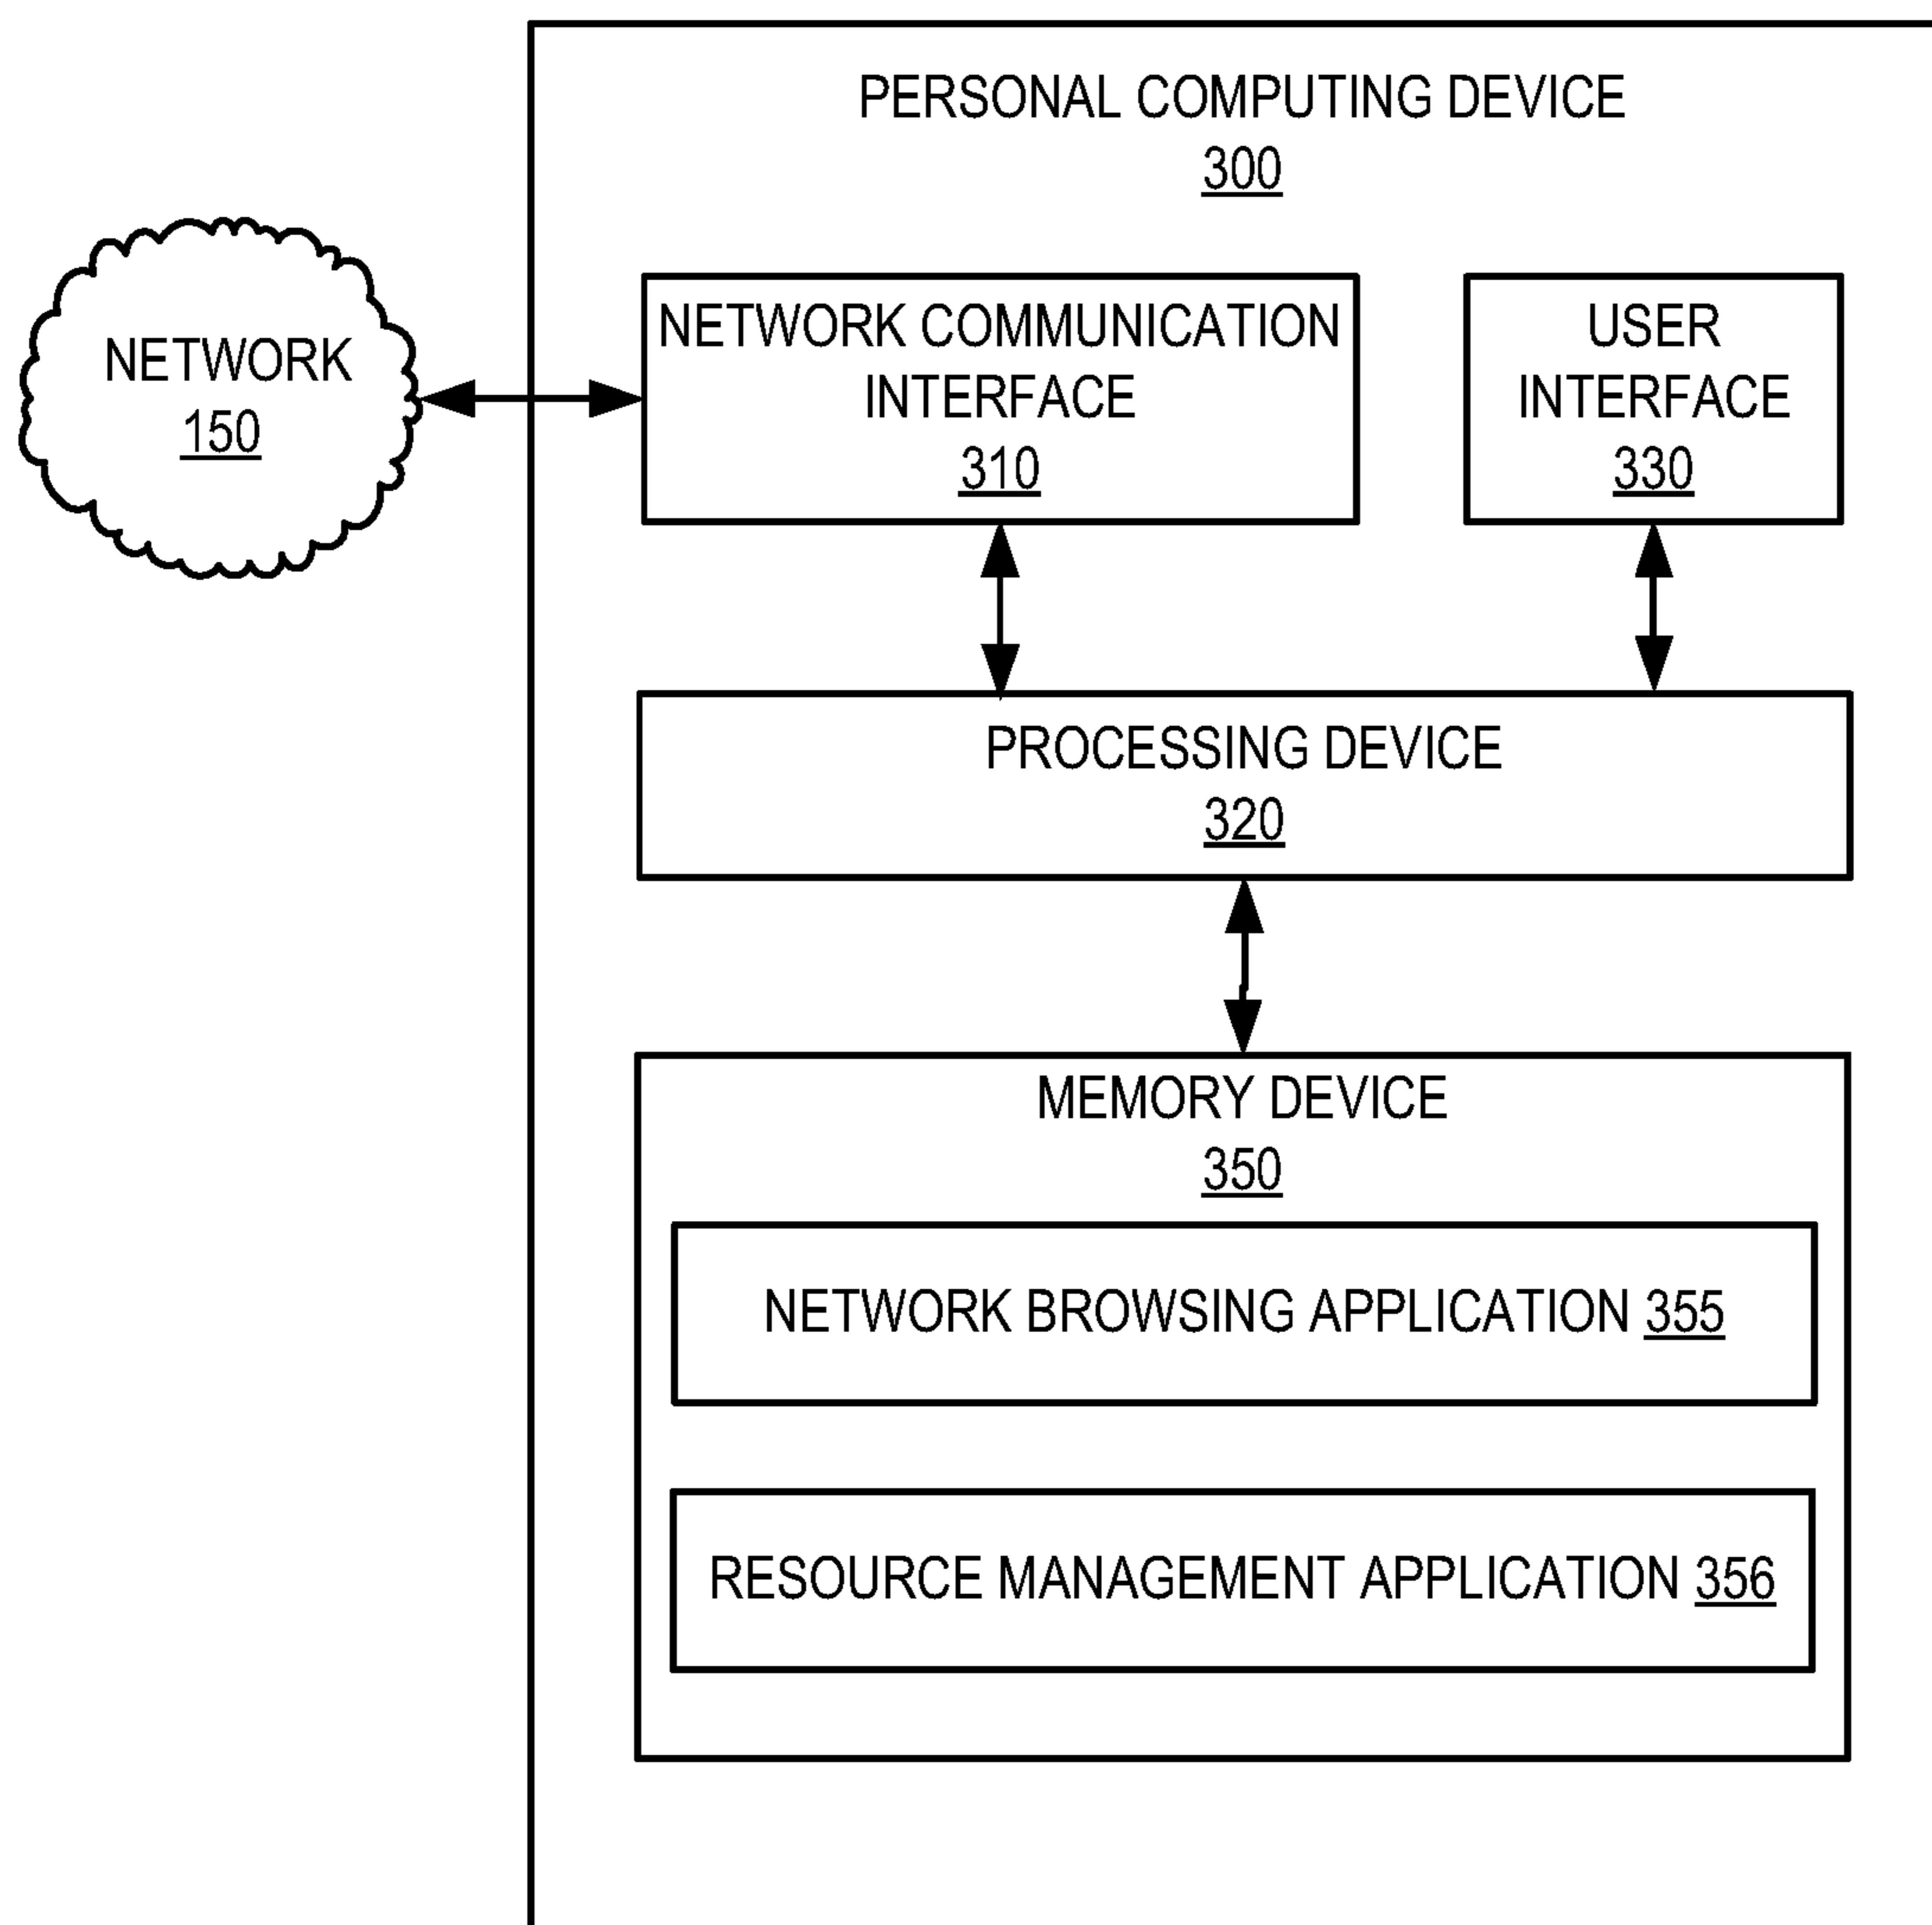 PERSONAL COMPUTING DEVICE
300
NETWORK
150
NETWORK COMMUNICATION
INTERFACE
310
USER
INTERFACE
330
PROCESSING DEVICE
320
MEMORY DEVICE
350
NETWORK BROWSING APPLICATION 355
RESOURCE MANAGEMENT APPLICATION 356